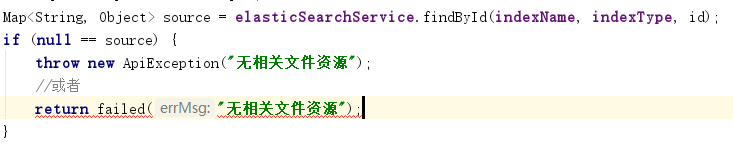 Map<String, Object> source = elasticSearchService.findById(indexName, indexType, id);
if (null == source) {
    throw new ApiException("无相关文件资源");
    //或者
    return failed( errMsg: "无相关文件资源");
}